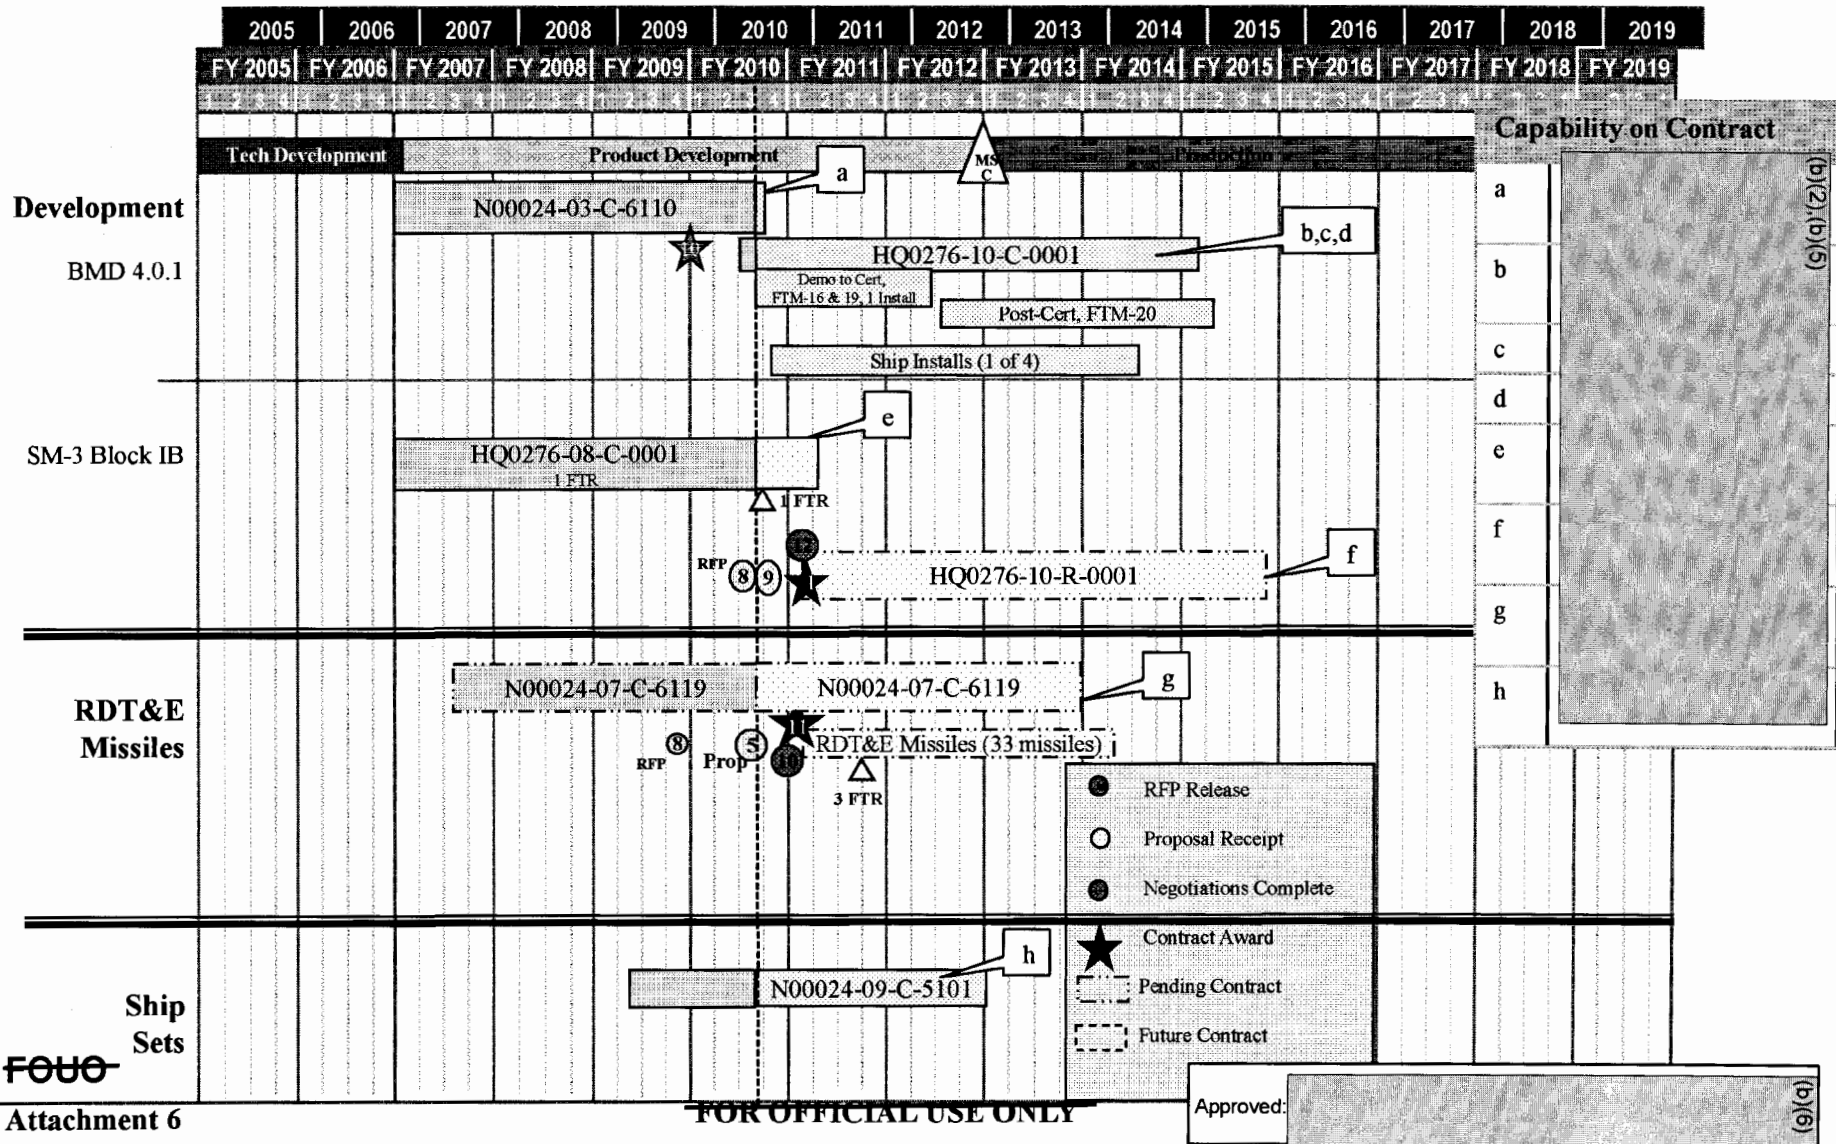 2005 2006 2007 2008 2009 2010 2011 2012 2013 2014 2015 2016 2017 2018 2019
FY 2005 FY 2006 FY 2007 FY 2008 FY 2009 FY 2010 FY 2011 FY 2012 FY 2013 FY 2014 FY 2015 FY 2016 FY 2017 FY 2018 FY 2019
Capability on Contract
Tech Development
Product Development
MS
C
Production
a
Development
N00024-03-C-6110
BMD 4.0.1
HQ0276-10-C-0001
b,c,d
Demo to Cert,
FTM-16 & 19, 1 Install
Post-Cert, FTM-20
Ship Installs (1 of 4)
e
SM-3 Block IB
HQ0276-08-C-0001
1 FTR
1 FTR
12
RFP
8
9
HQ0276-10-R-0001
f
RDT&E
Missiles
N00024-07-C-6119
N00024-07-C-6119
g
11
8
RFP
Prop
5
10
RDT&E Missiles (33 missiles)
3 FTR
Ship
Sets
N00024-09-C-5101
h
RFP Release
Proposal Receipt
Negotiations Complete
Contract Award
Pending Contract
Future Contract
a
b
c
d
e
f
g
h
(b)(2),(b)(5)
FOUO
Attachment 6
FOR OFFICIAL USE ONLY
Approved:
(b)(6)